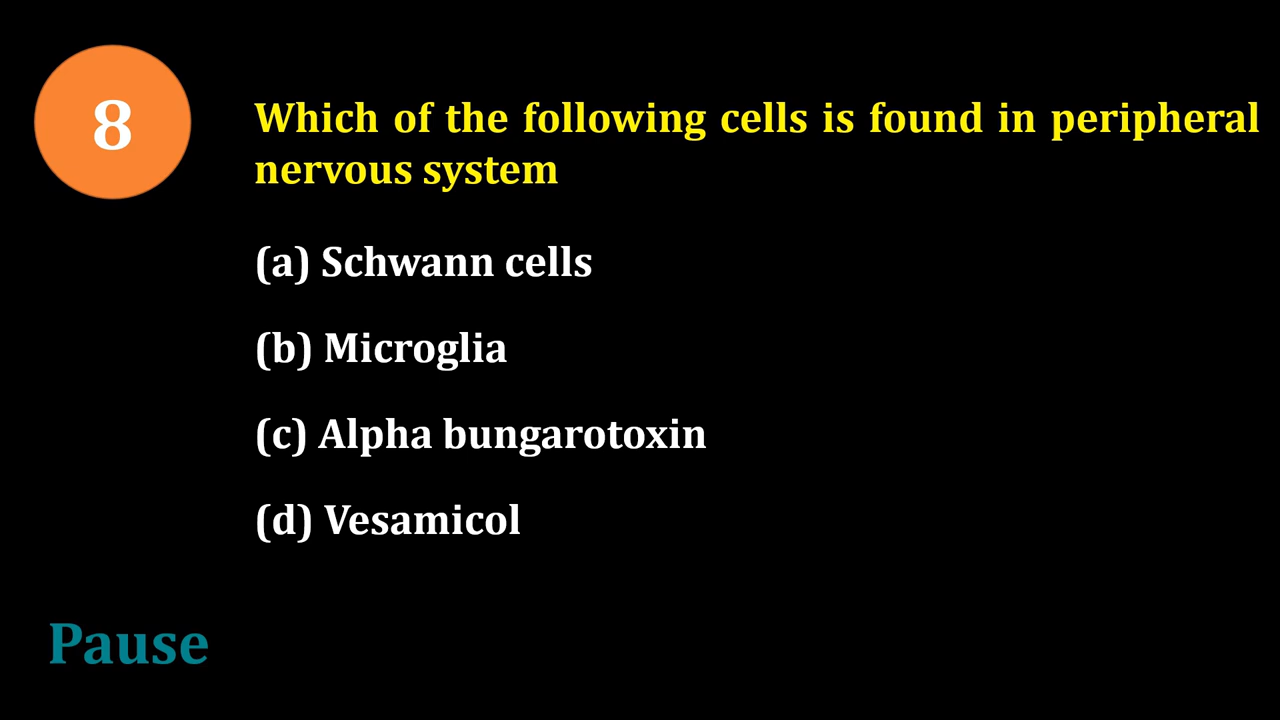 8
Which of the following cells is found in peripheral
nervous system
(a) Schwann cells
(b) Microglia
(c) Alpha bungarotoxin
(d) Vesamicol
Pause